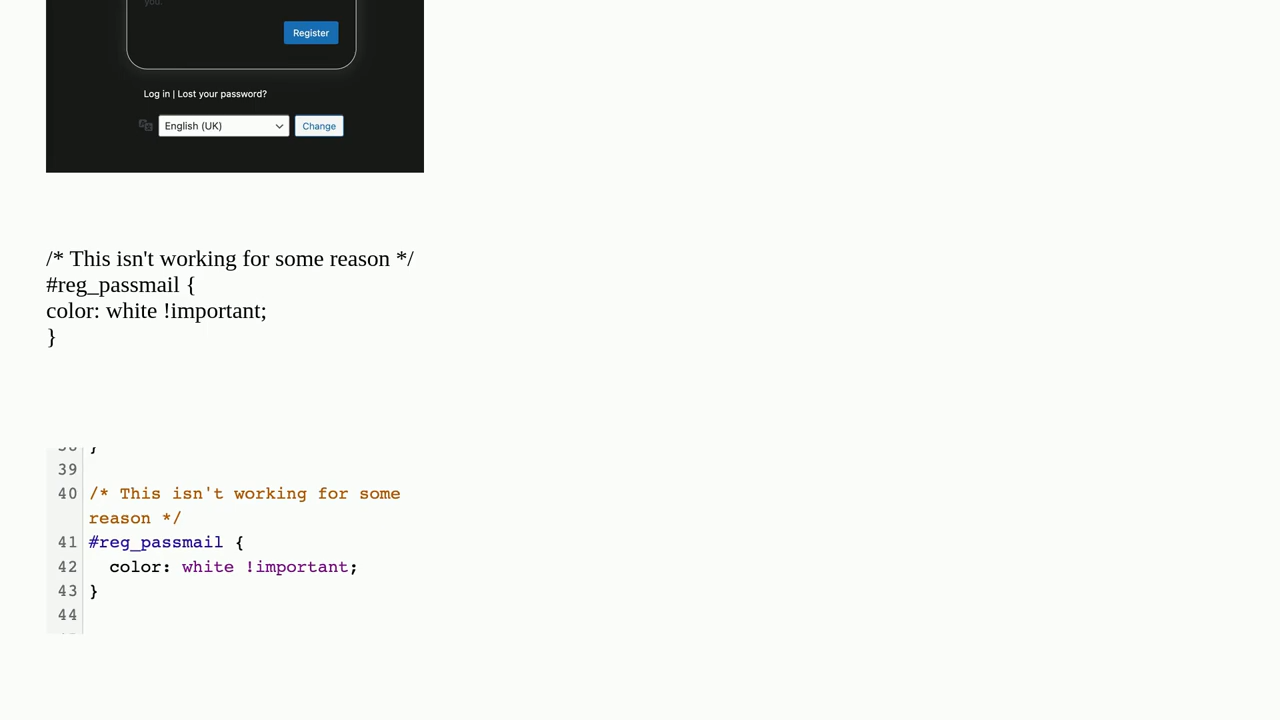 you.
Register
Log in | Lost your password?
English (UK)
Change
/* This isn't working for some reason */
#reg_passmail {
color: white !important;
}
38 }
39
40 /* This isn't working for some
reason */
41 #reg_passmail {
42 color: white !important;
43 }
44